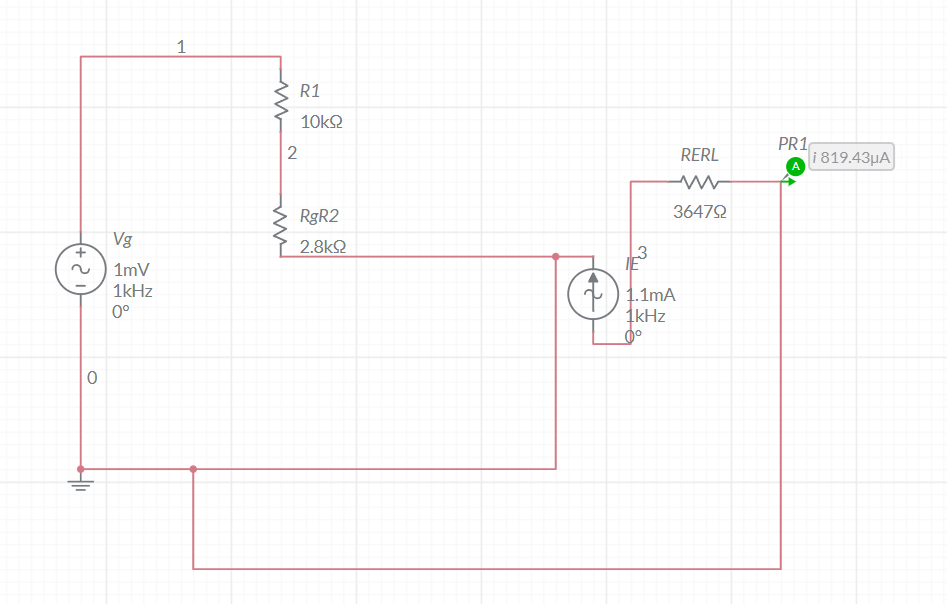 1
R1
10kΩ
2
RgR2
2.8kΩ
Vg
1mV
1kHz
0°
0
RERL
3647Ω
PR1
A
i 819.43μA
3
IE
1.1mA
1kHz
0°